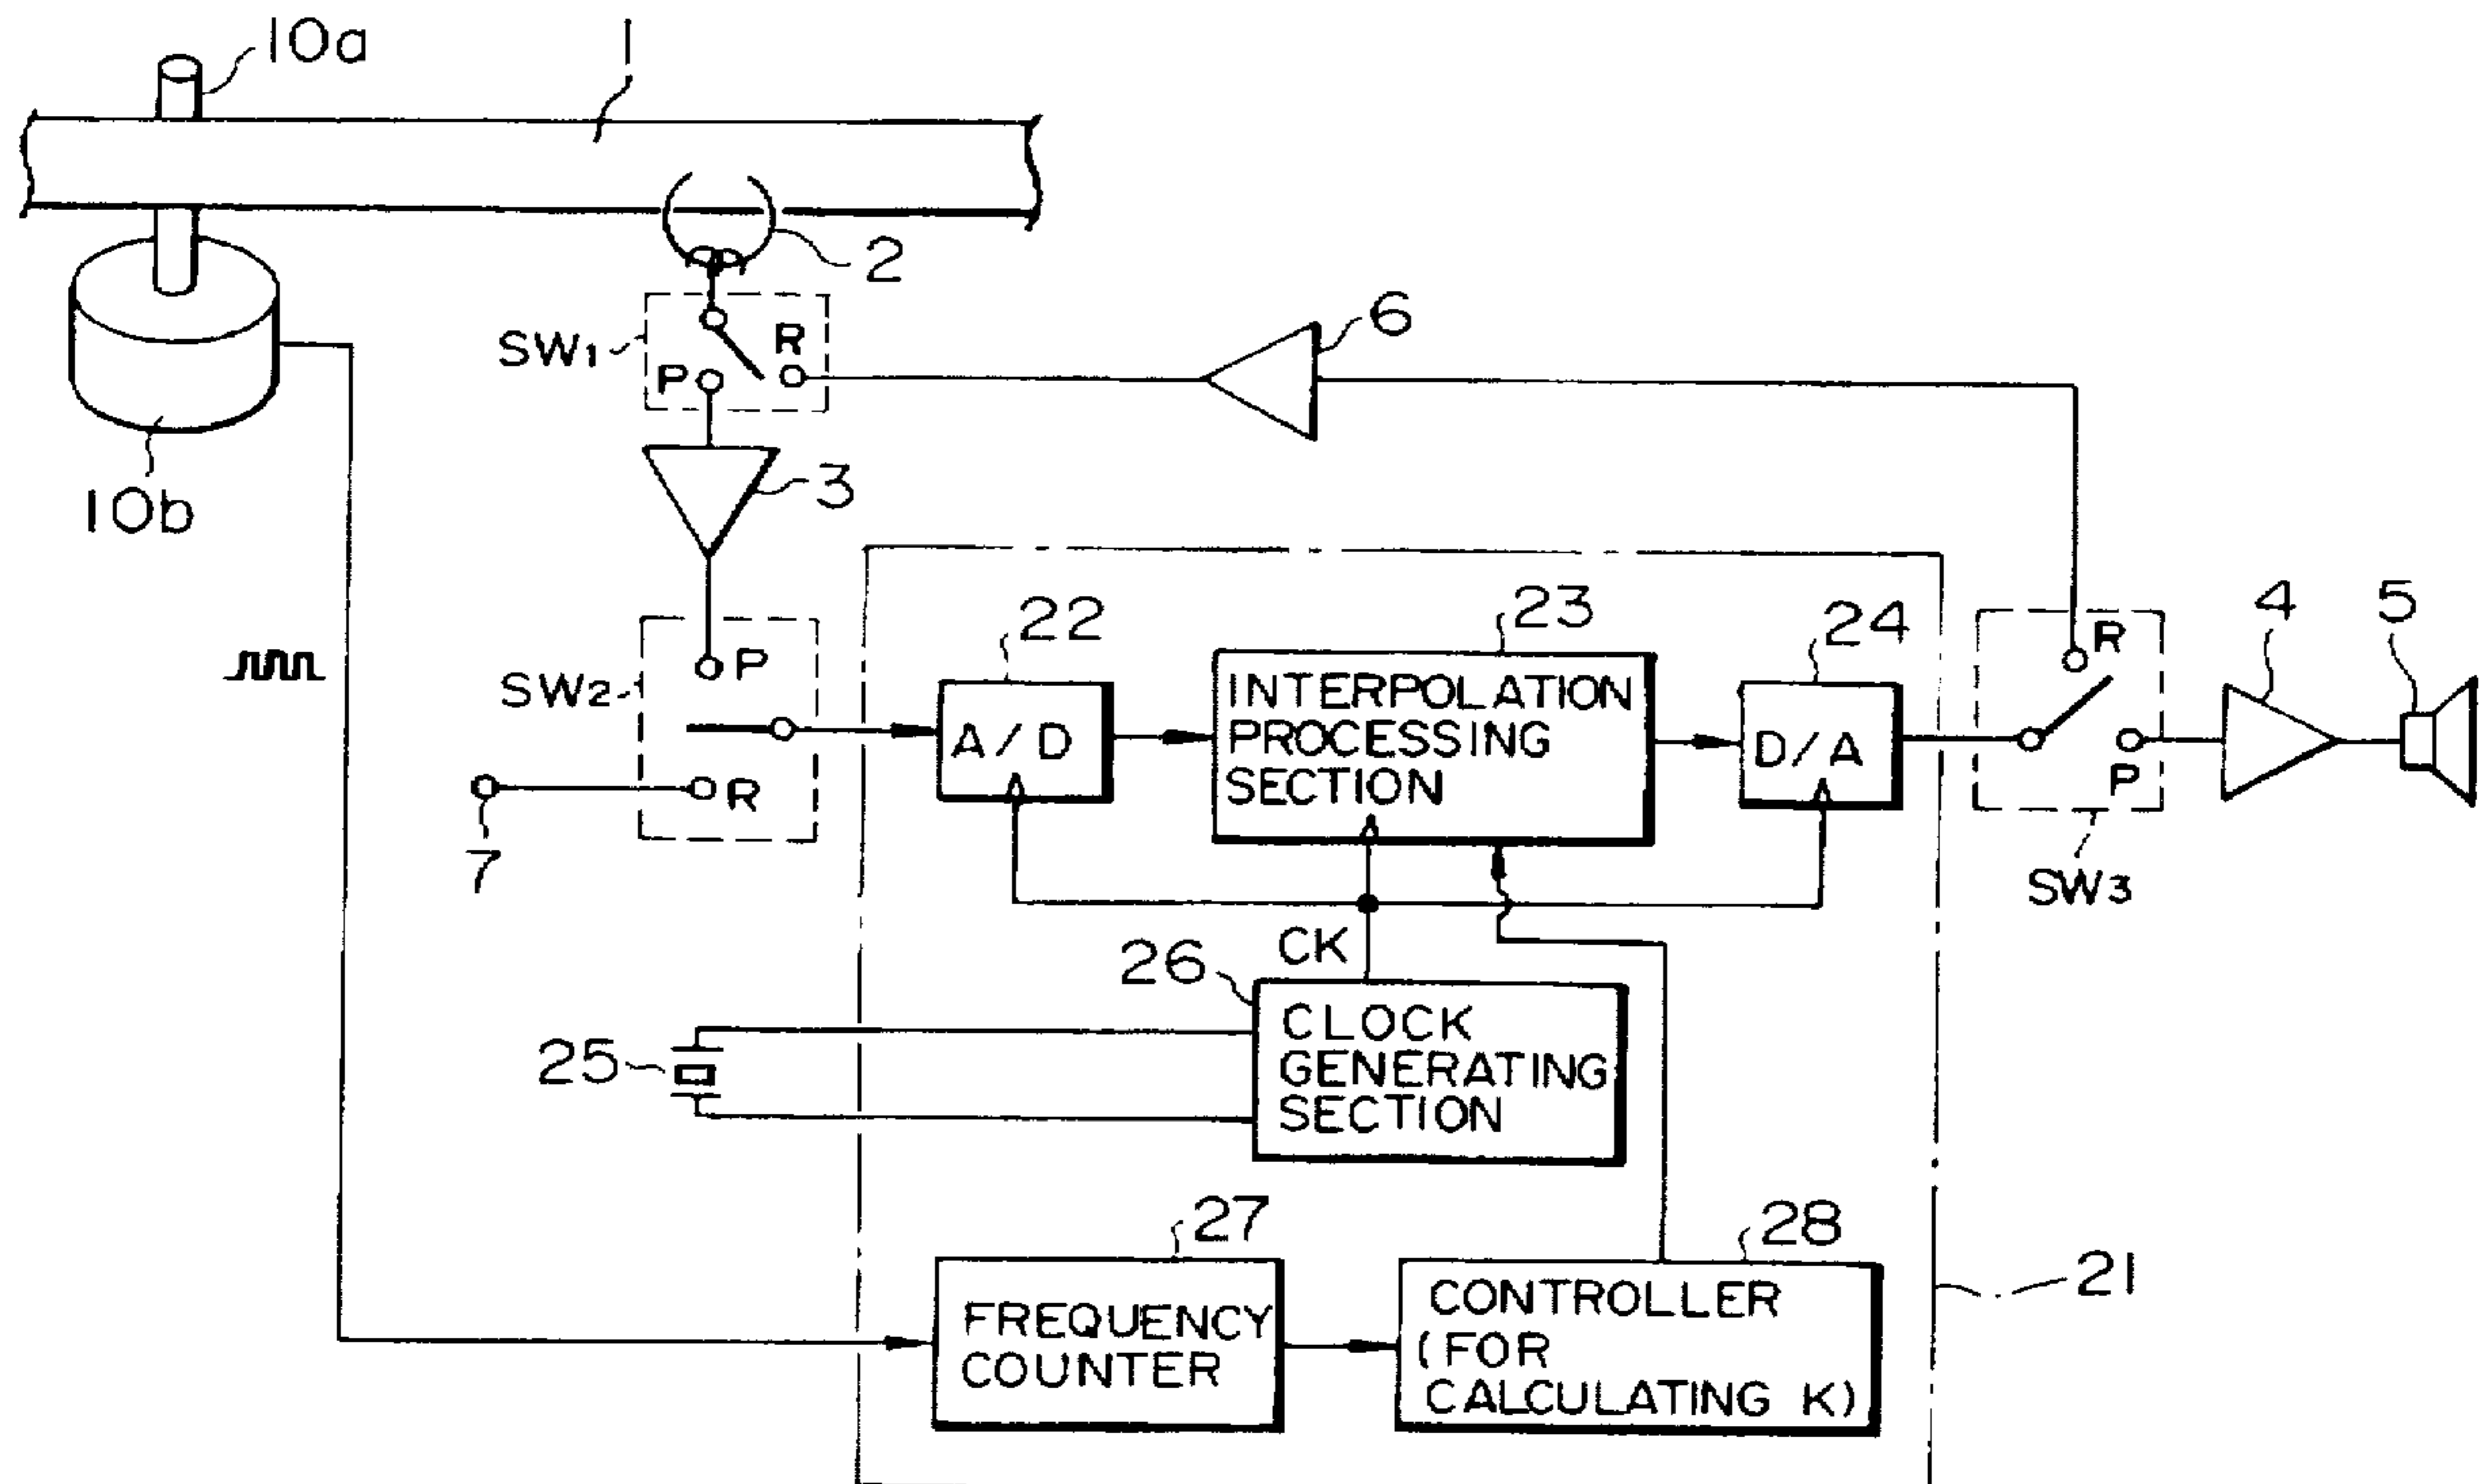 10a
1
2
6
SW1
R
P
3
10b
22
23
24
4
5
SW2
P
R
7
A/D
INTERPOLATION
PROCESSING
SECTION
D/A
R
P
SW3
CK
26
25
CLOCK
GENERATING
SECTION
27
28
21
FREQUENCY
COUNTER
CONTROLLER
(FOR
CALCULATING K)